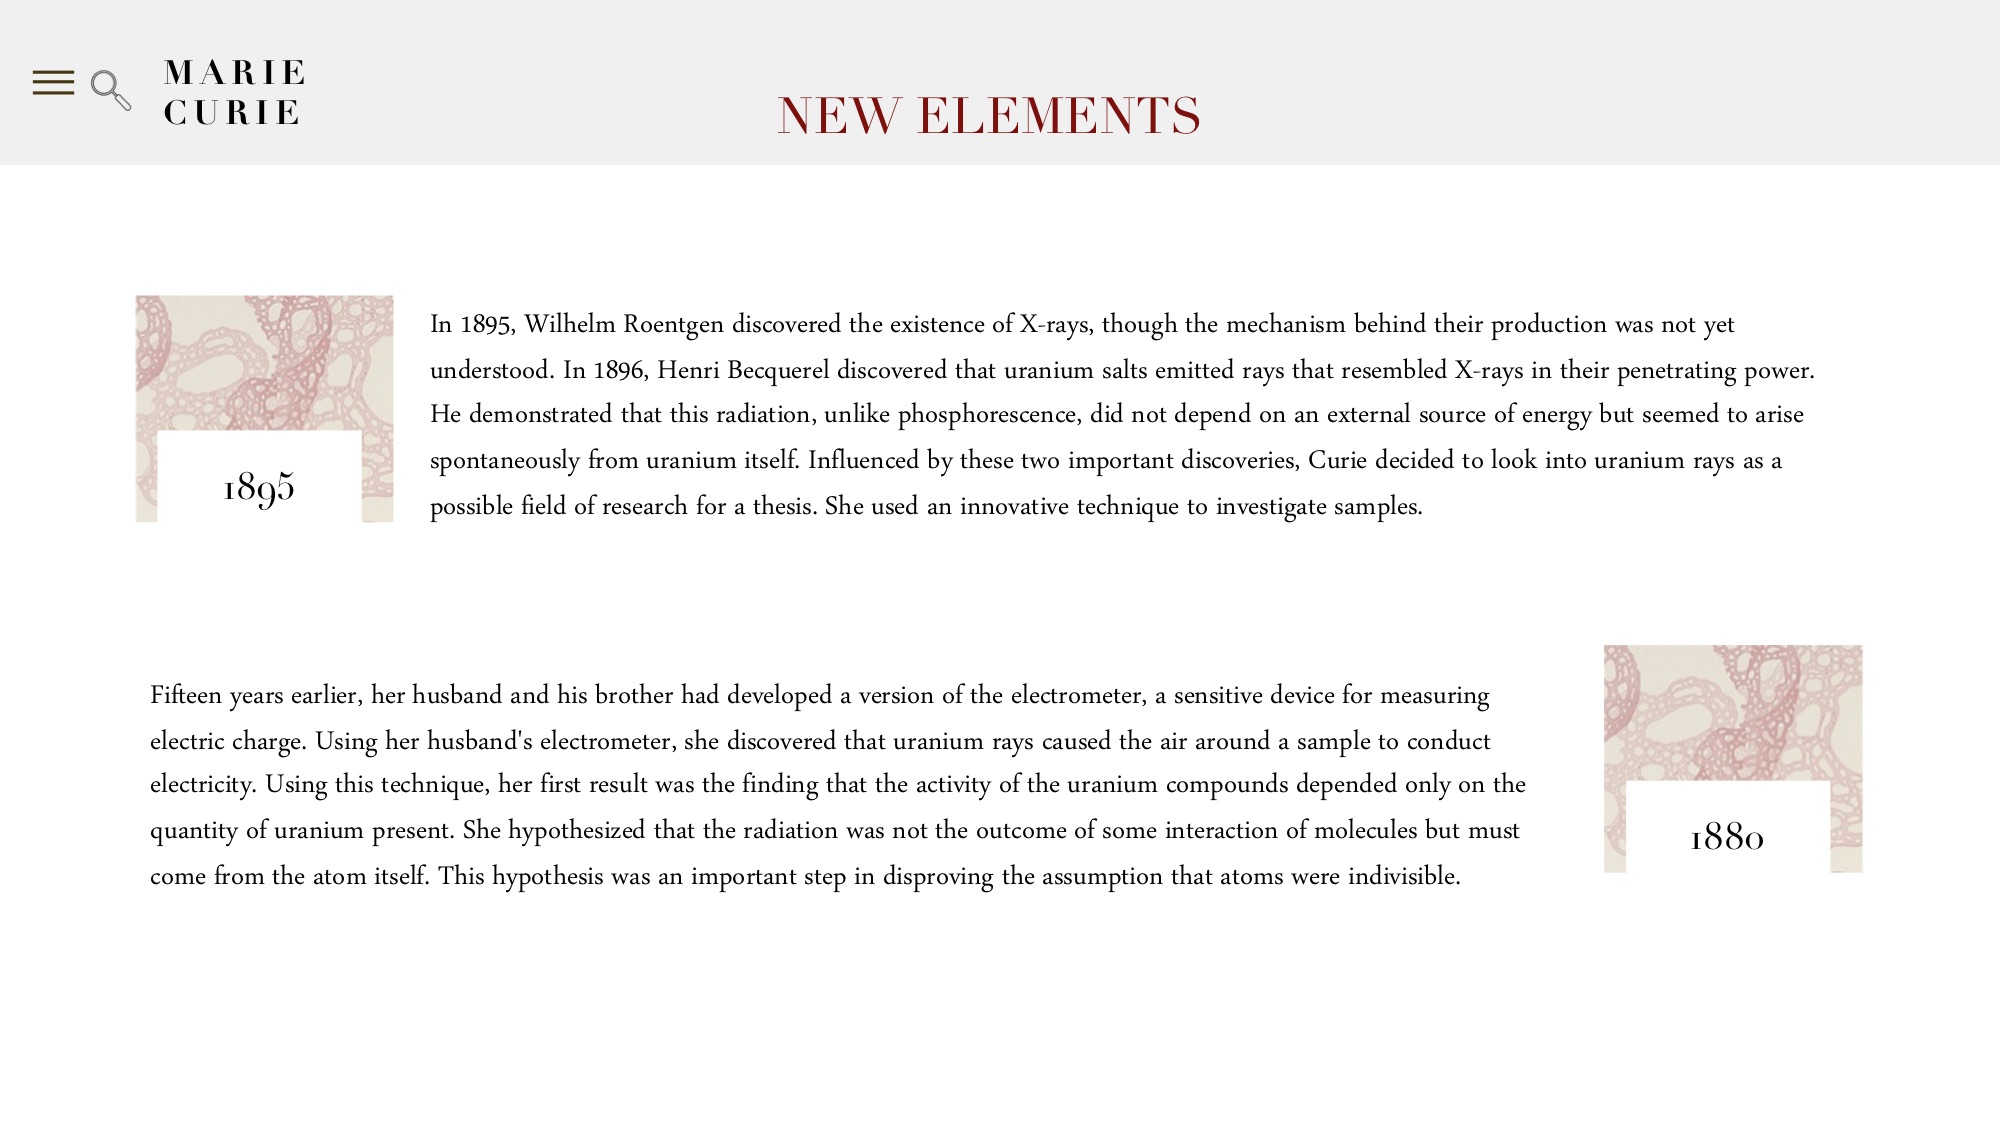 MARIE
CURIE
NEW ELEMENTS
1895
In 1895, Wilhelm Roentgen discovered the existence of X-rays, though the mechanism behind their production was not yet
understood. In 1896, Henri Becquerel discovered that uranium salts emitted rays that resembled X-rays in their penetrating power.
He demonstrated that this radiation, unlike phosphorescence, did not depend on an external source of energy but seemed to arise
spontaneously from uranium itself. Influenced by these two important discoveries, Curie decided to look into uranium rays as a
possible field of research for a thesis. She used an innovative technique to investigate samples.
Fifteen years earlier, her husband and his brother had developed a version of the electrometer, a sensitive device for measuring
electric charge. Using her husband's electrometer, she discovered that uranium rays caused the air around a sample to conduct
electricity. Using this technique, her first result was the finding that the activity of the uranium compounds depended only on the
quantity of uranium present. She hypothesized that the radiation was not the outcome of some interaction of molecules but must
come from the atom itself. This hypothesis was an important step in disproving the assumption that atoms were indivisible.
1880